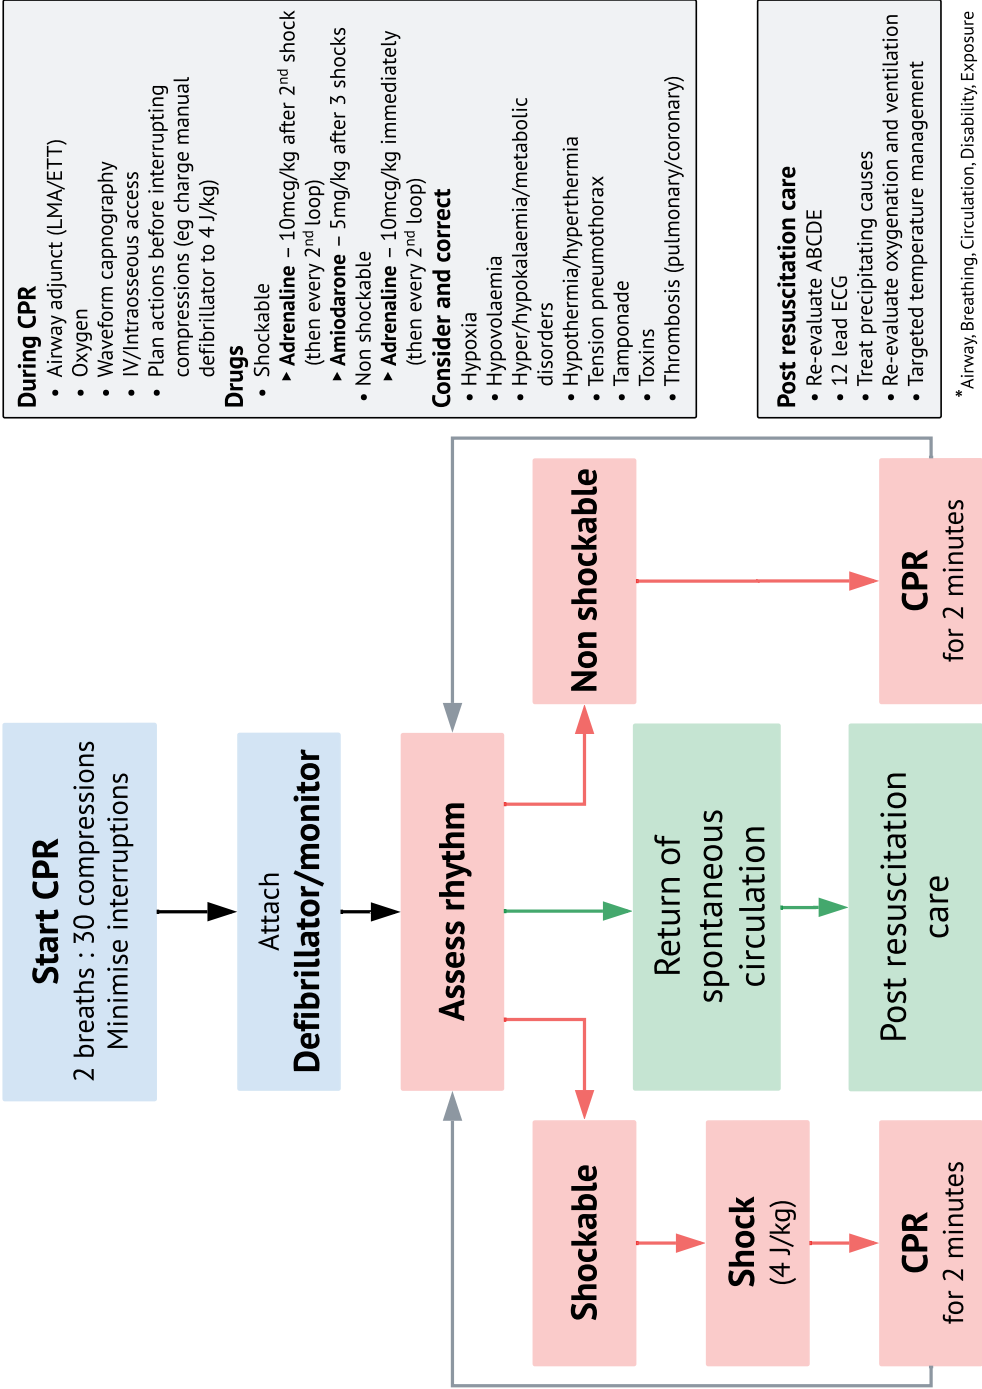 Start CPR
2 breaths : 30 compressions
Minimise interruptions
Attach
Defibrillator/monitor
Assess rhythm
Shockable
Shock
(4 J/kg)
CPR
for 2 minutes
Return of
spontaneous
circulation
Post resuscitation
care
Non shockable
CPR
for 2 minutes
During CPR
• Airway adjunct (LMA/ETT)
• Oxygen
• Waveform capnography
• IV/Intraosseous access
• Plan actions before interrupting
compressions (eg charge manual
defibrillator to 4 J/kg)
Drugs
• Shockable
▸ Adrenaline – 10mcg/kg after 2nd shock
(then every 2nd loop)
▸ Amiodarone – 5mg/kg after 3 shocks
• Non shockable
▸ Adrenaline – 10mcg/kg immediately
(then every 2nd loop)
Consider and correct
• Hypoxia
• Hypovolaemia
• Hyper/hypokalaemia/metabolic
disorders
• Hypothermia/hyperthermia
• Tension pneumothorax
• Tamponade
• Toxins
• Thrombosis (pulmonary/coronary)
Post resuscitation care
• Re-evaluate ABCDE
• 12 lead ECG
• Treat precipitating causes
• Re-evaluate oxygenation and ventilation
• Targeted temperature management
*Airway, Breathing, Circulation, Disability, Exposure